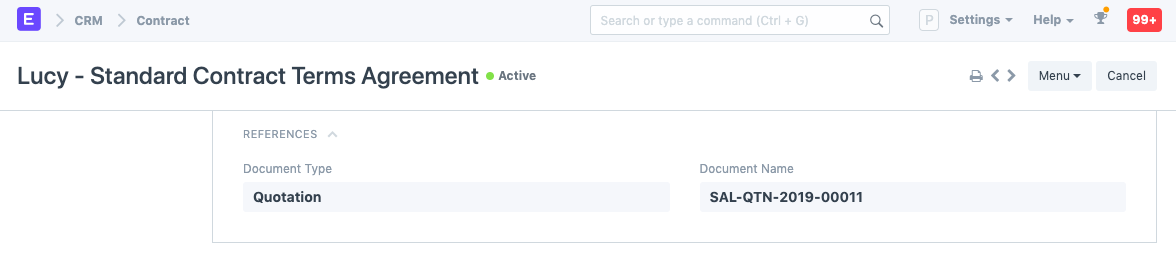 E CRM Contract Search or type a command (Ctrl + G) P Settings Help 99+
Lucy - Standard Contract Terms Agreement Active Menu Cancel
REFERENCES
Document Type Document Name
Quotation SAL-QTN-2019-00011